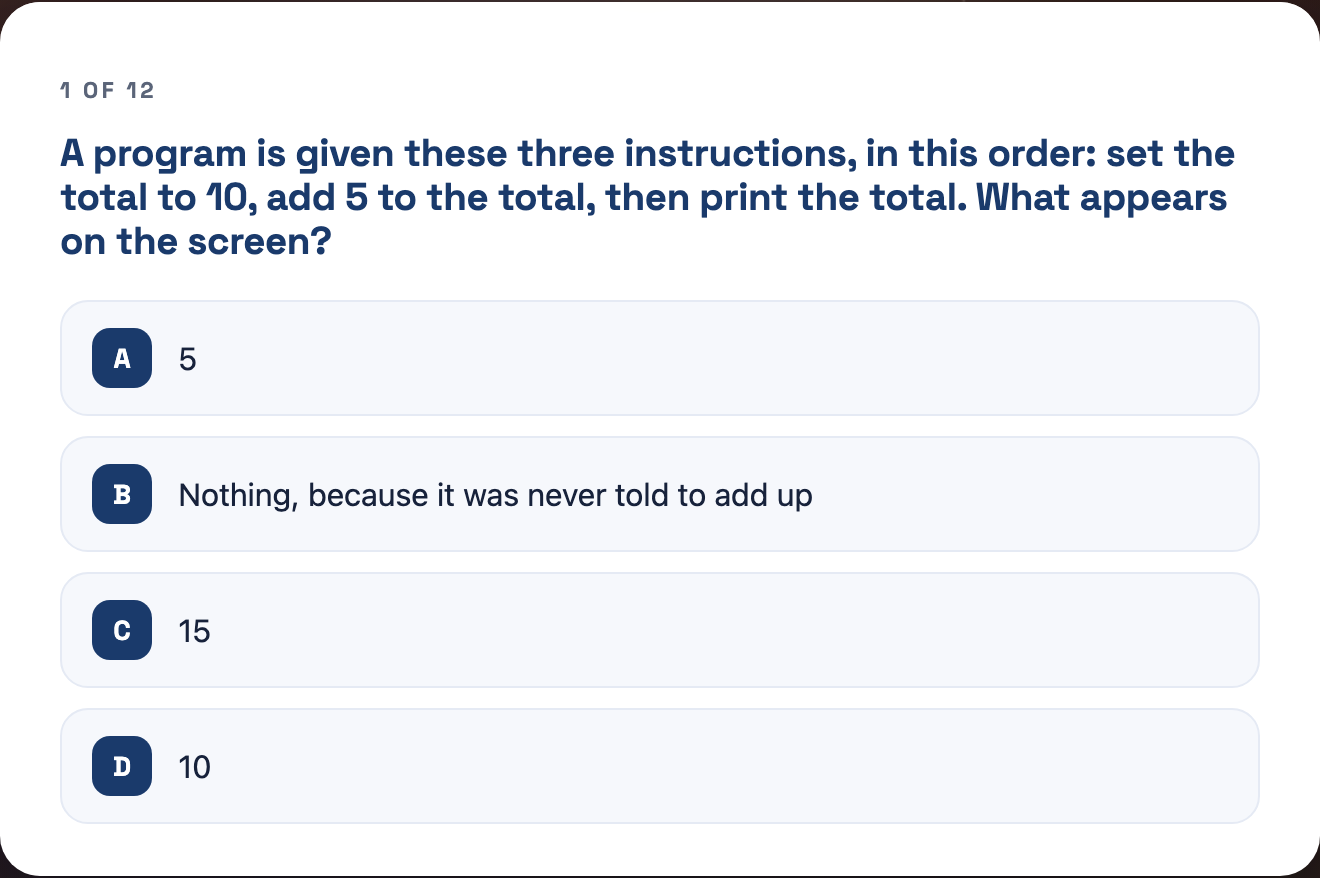 1 OF 12
A program is given these three instructions, in this order: set the
total to 10, add 5 to the total, then print the total. What appears
on the screen?
A 5
B Nothing, because it was never told to add up
C 15
D 10